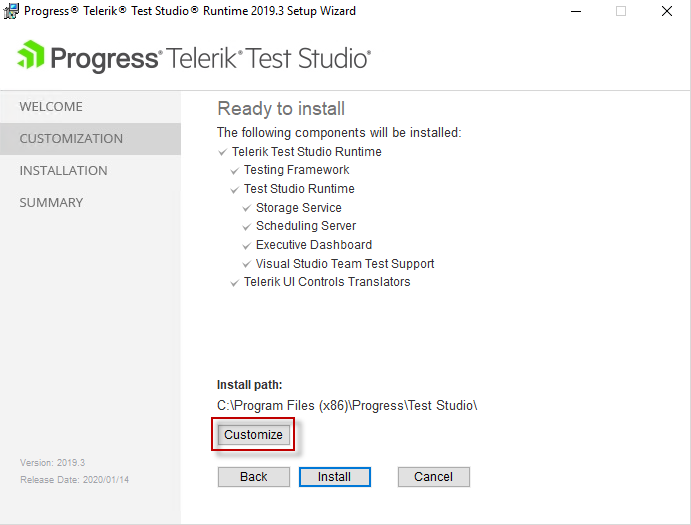 Progress® Telerik® Test Studio® Runtime 2019.3 Setup Wizard
Progress® Telerik® Test Studio®
WELCOME
CUSTOMIZATION
INSTALLATION
SUMMARY
Ready to install
The following components will be installed:
Telerik Test Studio Runtime
Testing Framework
Test Studio Runtime
Storage Service
Scheduling Server
Executive Dashboard
Visual Studio Team Test Support
Telerik UI Controls Translators
Install path:
C:\Program Files (x86)\Progress\Test Studio\
Customize
Version: 2019.3
Release Date: 2020/01/14
Back
Install
Cancel